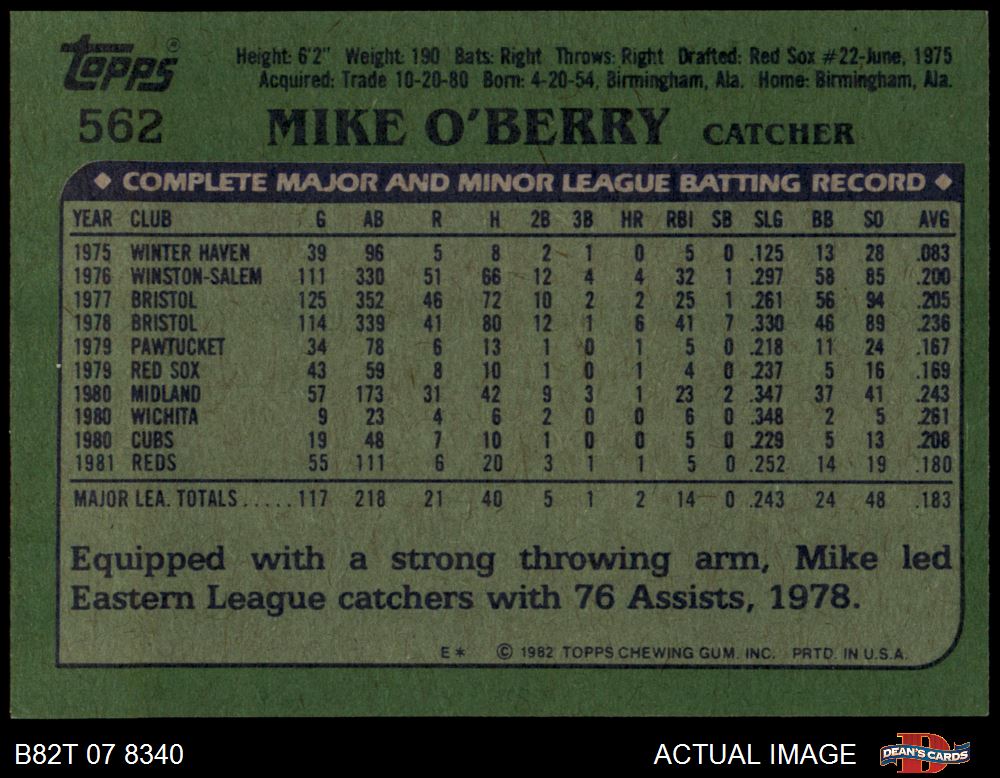 Topps®
Height: 6'2" Weight: 190 Bats: Right Throws: Right Drafted: Red Sox #22-June, 1975
Acquired: Trade 10-20-80 Born: 4-20-54, Birmingham, Ala. Home: Birmingham, Ala.
562 MIKE O'BERRY CATCHER
◆ COMPLETE MAJOR AND MINOR LEAGUE BATTING RECORD ◆
YEAR CLUB G AB R H 2B 3B HR RBI SB SLG BB SO AVG
1975 WINTER HAVEN 39 96 5 8 2 1 0 5 0 .125 13 28 .083
1976 WINSTON-SALEM 111 330 51 66 12 4 4 32 1 .297 58 85 .200
1977 BRISTOL 125 352 46 72 10 2 2 25 1 .261 56 94 .205
1978 BRISTOL 114 339 41 80 12 1 6 41 7 .330 46 89 .236
1979 PAWTUCKET 34 78 6 13 1 0 1 5 0 .218 11 24 .167
1979 RED SOX 43 59 8 10 1 0 1 4 0 .237 5 16 .169
1980 MIDLAND 57 173 31 42 9 3 1 23 2 .347 37 41 .243
1980 WICHITA 9 23 4 6 2 0 0 6 0 .348 2 5 .261
1980 CUBS 19 48 7 10 1 0 0 5 0 .229 5 13 .208
1981 REDS 55 111 6 20 3 1 1 5 0 .252 14 19 .180
MAJOR LEA. TOTALS..... 117 218 21 40 5 1 2 14 0 .243 24 48 .183
Equipped with a strong throwing arm, Mike led
Eastern League catchers with 76 Assists, 1978.
E* © 1982 TOPPS CHEWING GUM, INC. PRTD. IN U.S.A.
B82T 07 8340 ACTUAL IMAGE D DEAN'S CARDS